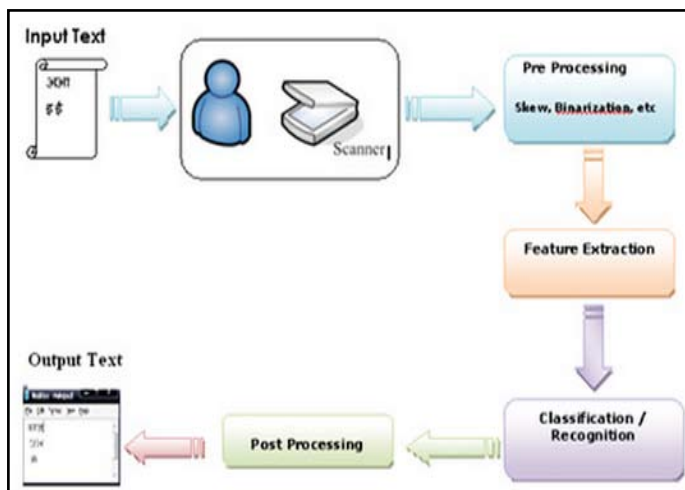 Input Text
Scanner
Pre Processing
Skew, Binarization, etc
Feature Extraction
Classification /
Recognition
Post Processing
Output Text